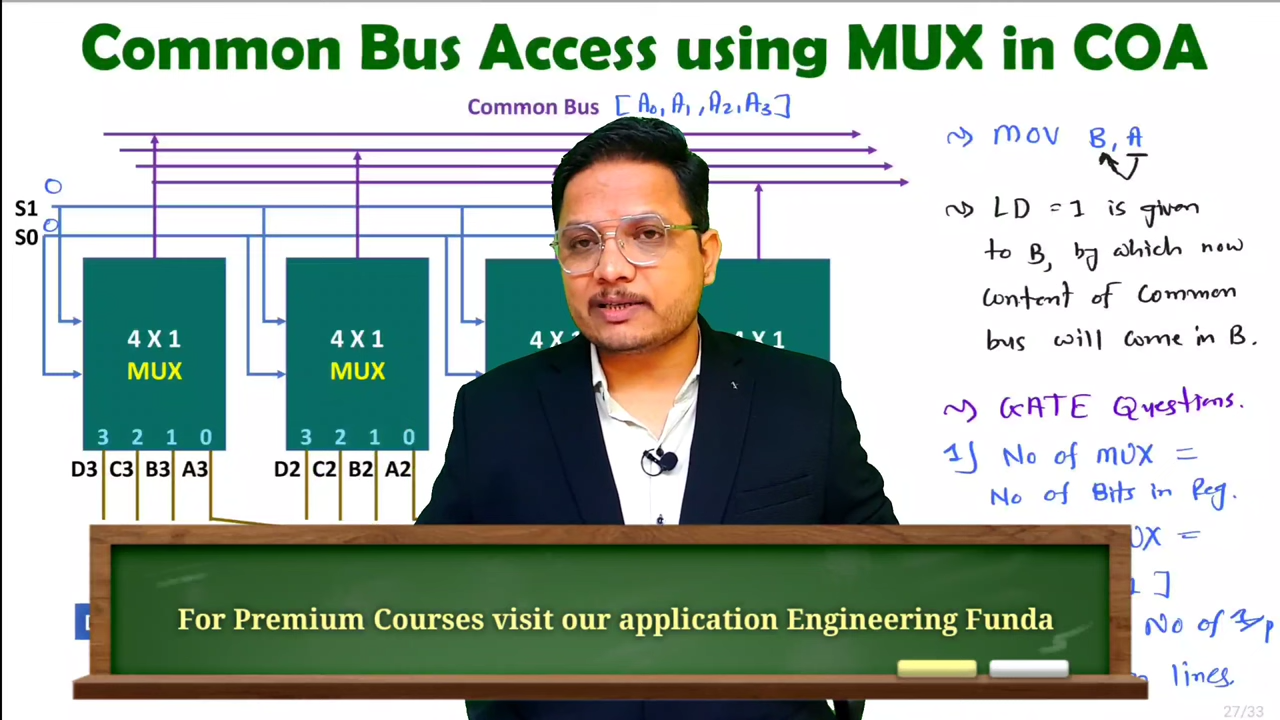 Common Bus Access using MUX in COA
Common Bus [A0, A1, A2, A3]
0
S1
0
S0
4 X 1
MUX
3 2 1 0
D3 C3 B3 A3
4 X 1
MUX
3 2 1 0
D2 C2 B2 A2
4 X
X 1
~> MOV B, A
~> LD = 1 is given
to B, by which now
content of Common
bus will come in B.
~> GATE Questions.
1] No of MUX =
No of Bits in Reg.
UX =
]
No of I/p
lines
For Premium Courses visit our application Engineering Funda
27/33